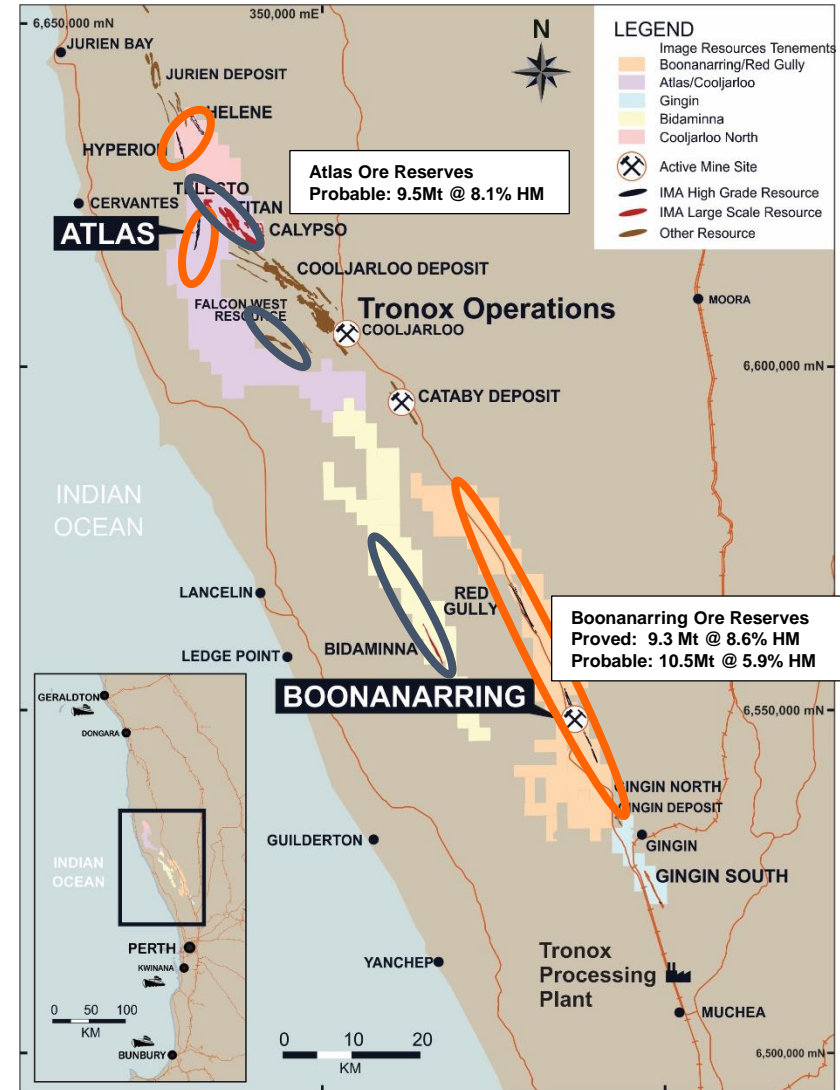 6,650,000 mN
350,000 mE
JURIEN BAY
JURIEN DEPOSIT
N
LEGEND
Image Resources Tenements
Boonanarring/Red Gully
Atlas/Cooljarloo
Gingin
Bidaminna
Cooljarloo North
Active Mine Site
IMA High Grade Resource
IMA Large Scale Resource
Other Resource
HELENE
HYPERION
Atlas Ore Reserves
Probable: 9.5Mt @ 8.1% HM
TELESTO
TITAN
CERVANTES
ATLAS
CALYPSO
COOLJARLOO DEPOSIT
FALCON WEST
RESOURCE
Tronox Operations
COOLJARLOO
MOORA
6,600,000 mN
CATABY DEPOSIT
INDIAN
OCEAN
LANCELIN
RED
GULLY
Boonanarring Ore Reserves
Proved: 9.3 Mt @ 8.6% HM
Probable: 10.5Mt @ 5.9% HM
BIDAMINNA
LEDGE POINT
BOONANARRING
6,550,000 mN
GINGIN NORTH
GINGIN DEPOSIT
GUILDERTON
GINGIN
GINGIN SOUTH
YANCHEP
Tronox
Processing
Plant
MUCHEA
0 10 20
KM
6,500,000 mN
GERALDTON
DONGARA
INDIAN
OCEAN
PERTH
KWINANA
0 50 100
KM
BUNBURY